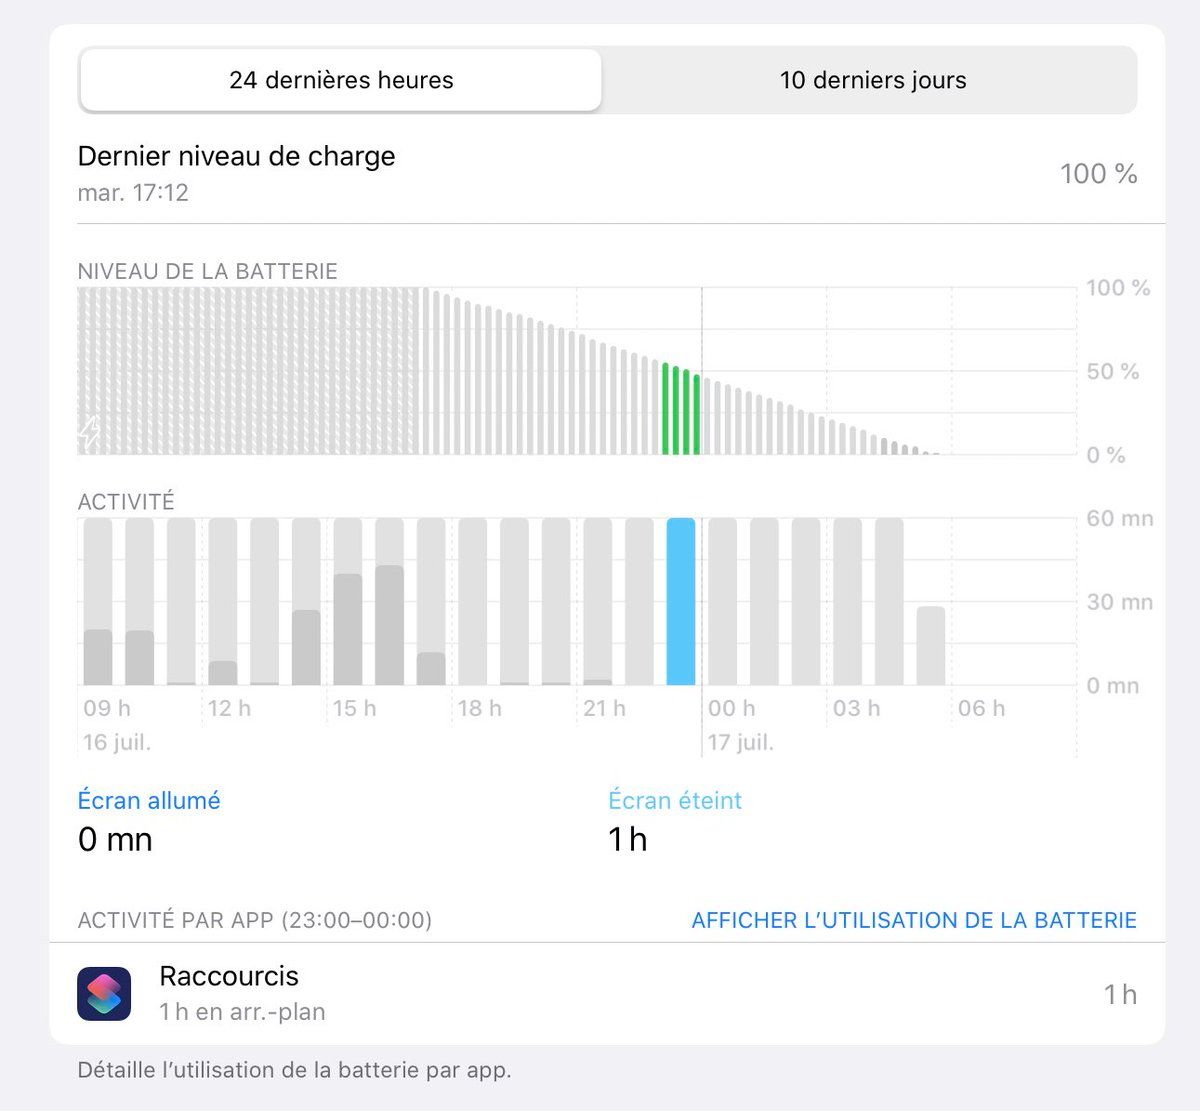 24 dernières heures
10 derniers jours
Dernier niveau de charge
mar. 17:12
100 %
NIVEAU DE LA BATTERIE
100 %
50 %
0 %
ACTIVITÉ
60 mn
30 mn
0 mn
09 h 12 h 15 h 18 h 21 h 00 h 03 h 06 h
16 juil. 17 juil.
Écran allumé
0 mn
Écran éteint
1 h
ACTIVITÉ PAR APP (23:00–00:00)
AFFICHER L’UTILISATION DE LA BATTERIE
Raccourcis
1 h en arr.-plan
1 h
Détaille l’utilisation de la batterie par app.